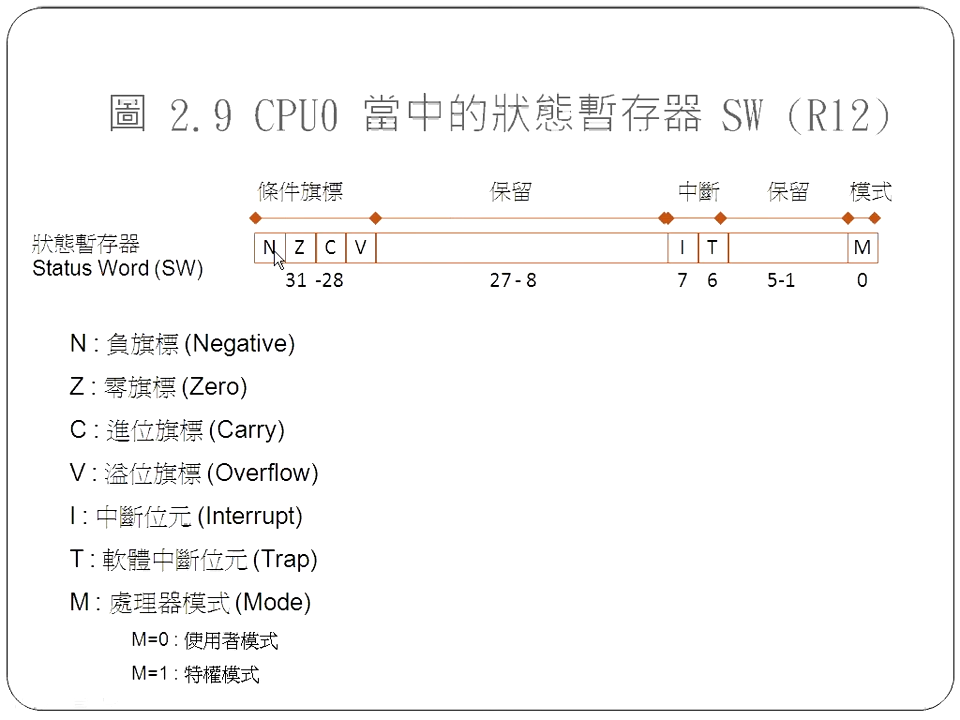 圖 2.9 CPU0 當中的狀態暫存器 SW (R12)
條件旗標 保留 中斷 保留 模式
狀態暫存器
Status Word (SW)
N Z C V I T M
31 -28 27 - 8 7 6 5-1 0
N : 負旗標 (Negative)
Z : 零旗標 (Zero)
C : 進位旗標 (Carry)
V : 溢位旗標 (Overflow)
I : 中斷位元 (Interrupt)
T : 軟體中斷位元 (Trap)
M : 處理器模式 (Mode)
M=0 : 使用者模式
M=1 : 特權模式